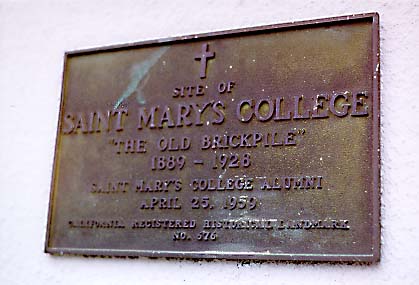 SITE OF
SAINT MARY'S COLLEGE
"THE OLD BRICKPILE"
1889 - 1928
SAINT MARY'S COLLEGE ALUMNI
APRIL 25, 1959
CALIFORNIA REGISTERED HISTORICAL LANDMARK
NO. 676